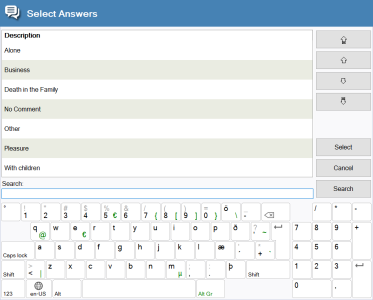 Select Answers
Description
Alone
Business
Death in the Family
No Comment
Other
Pleasure
With children
Select
Cancel
Search:
Search
! " # $ % & / ( ) = ö _
1 2 3 4 5 € 6 7 { 8 [ 9 ] 0 } \ -
/ * -
q @ w e € r t y u i o p ð ? ' ~
7 8 9 +
Caps lock a s d f g h j k l æ * + `
4 5 6
Shift > < | z x c v b n m µ ; , : . þ Shift
1 2 3
123 en-US Alt Alt Gr
0 ,